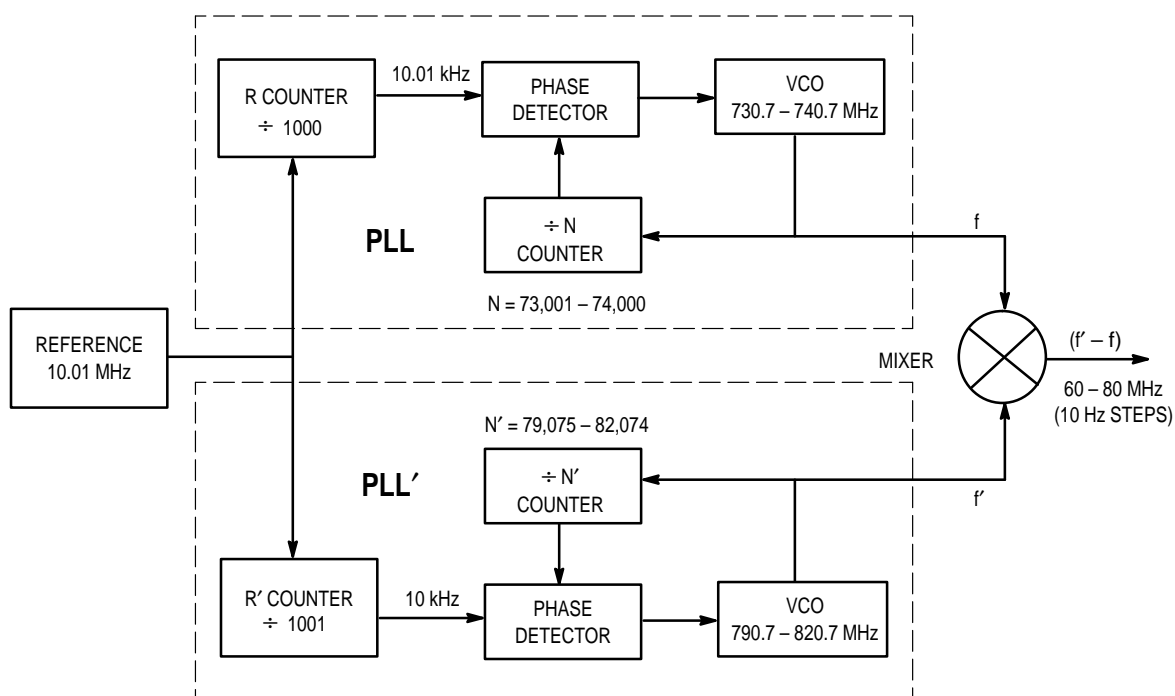 R COUNTER
÷ 1000
10.01 kHz
PHASE
DETECTOR
VCO
730.7 – 740.7 MHz
÷ N
COUNTER
PLL
f
N = 73,001 – 74,000
REFERENCE
10.01 MHz
MIXER
(f′ – f)
60 – 80 MHz
(10 Hz STEPS)
N′ = 79,075 – 82,074
÷ N′
COUNTER
PLL′
f′
R′ COUNTER
÷ 1001
10 kHz
PHASE
DETECTOR
VCO
790.7 – 820.7 MHz